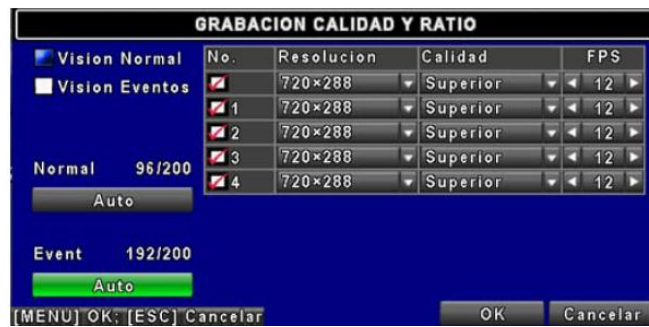 GRABACION CALIDAD Y RATIO
Vision Normal
Vision Eventos
Normal 96/200
Auto
Event 192/200
Auto
No. Resolucion Calidad FPS
720×288 Superior 12
1 720×288 Superior 12
2 720×288 Superior 12
3 720×288 Superior 12
4 720×288 Superior 12
OK Cancelar
[MENU] OK; [ESC] Cancelar